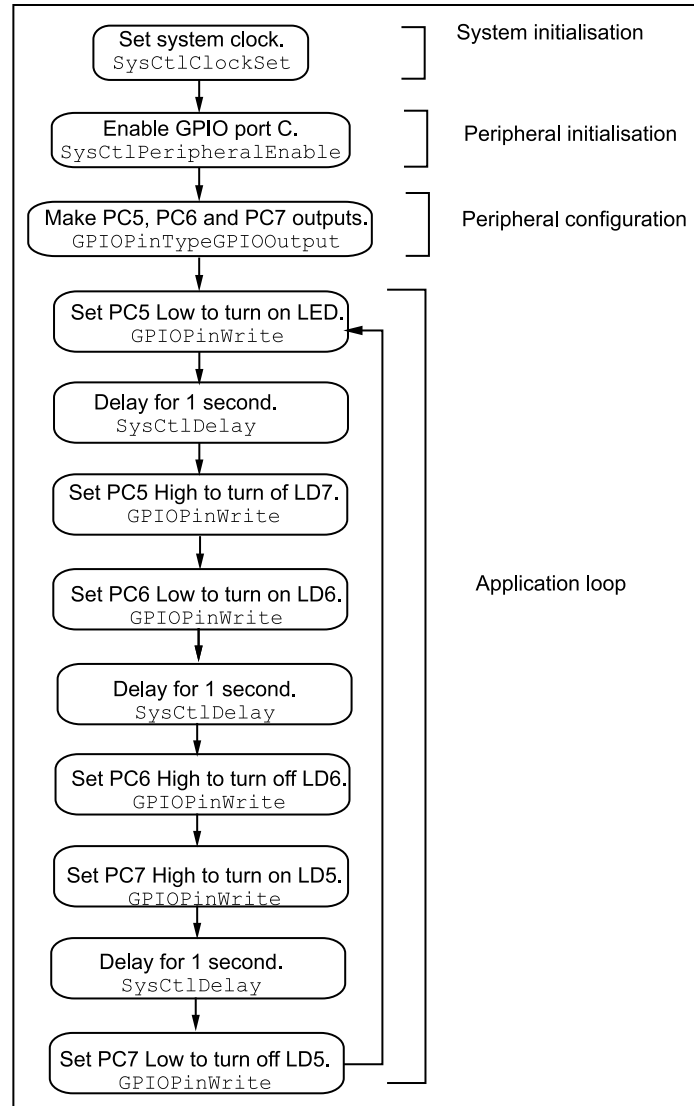 Set system clock.
SysCtlClockSet
System initialisation
Enable GPIO port C.
SysCtlPeripheralEnable
Peripheral initialisation
Make PC5, PC6 and PC7 outputs.
GPIOPinTypeGPIOOutput
Peripheral configuration
Set PC5 Low to turn on LED.
GPIOPinWrite
Delay for 1 second.
SysCtlDelay
Set PC5 High to turn of LD7.
GPIOPinWrite
Set PC6 Low to turn on LD6.
GPIOPinWrite
Application loop
Delay for 1 second.
SysCtlDelay
Set PC6 High to turn off LD6.
GPIOPinWrite
Set PC7 High to turn on LD5.
GPIOPinWrite
Delay for 1 second.
SysCtlDelay
Set PC7 Low to turn off LD5.
GPIOPinWrite